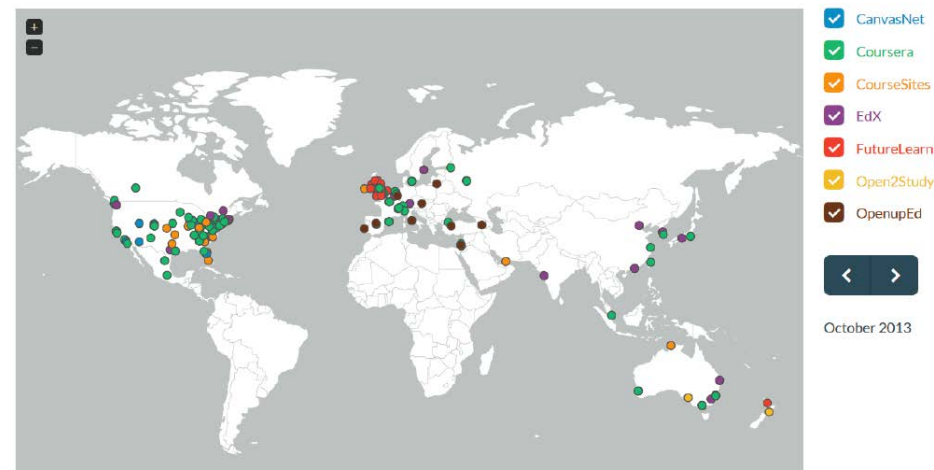 +
−
CanvasNet
Coursera
CourseSites
EdX
FutureLearn
Open2Study
OpenupEd
October 2013